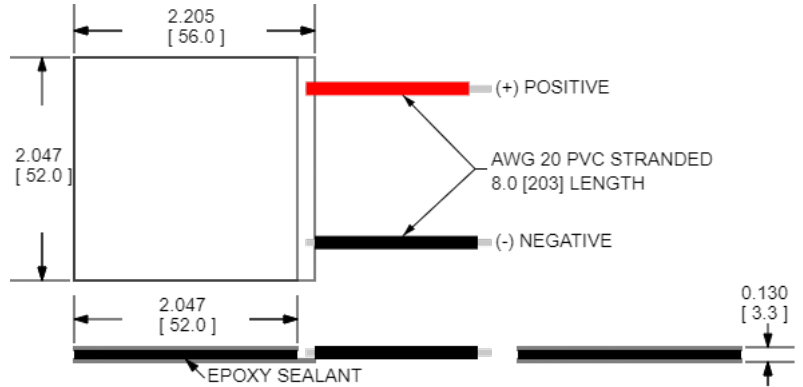 2.205
[ 56.0 ]
(+) POSITIVE
2.047
[ 52.0 ]
AWG 20 PVC STRANDED
8.0 [203] LENGTH
(-) NEGATIVE
2.047
[ 52.0 ]
0.130
[ 3.3 ]
EPOXY SEALANT